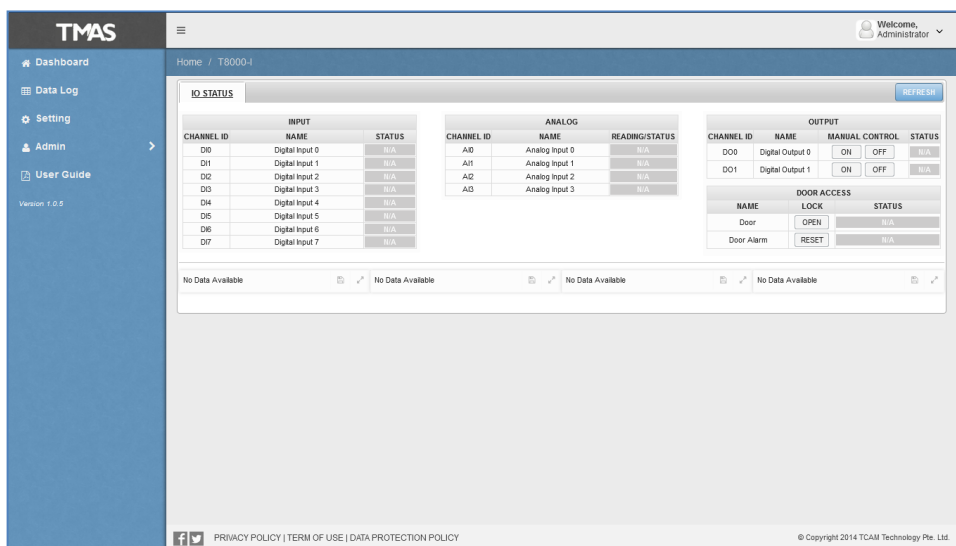 TMAS
Welcome,
Administrator
Dashboard
Data Log
Setting
Admin
User Guide
Version 1.0.5
Home / T8000-I
IO STATUS
REFRESH
INPUT
CHANNEL ID NAME STATUS
DI0 Digital Input 0 N/A
DI1 Digital Input 1 N/A
DI2 Digital Input 2 N/A
DI3 Digital Input 3 N/A
DI4 Digital Input 4 N/A
DI5 Digital Input 5 N/A
DI6 Digital Input 6 N/A
DI7 Digital Input 7 N/A
ANALOG
CHANNEL ID NAME READING/STATUS
AI0 Analog Input 0 N/A
AI1 Analog Input 1 N/A
AI2 Analog Input 2 N/A
AI3 Analog Input 3 N/A
OUTPUT
CHANNEL ID NAME MANUAL CONTROL STATUS
DO0 Digital Output 0 ON OFF N/A
DO1 Digital Output 1 ON OFF N/A
DOOR ACCESS
NAME LOCK STATUS
Door OPEN N/A
Door Alarm RESET N/A
No Data Available No Data Available No Data Available No Data Available
PRIVACY POLICY | TERM OF USE | DATA PROTECTION POLICY
© Copyright 2014 TCAM Technology Pte. Ltd.